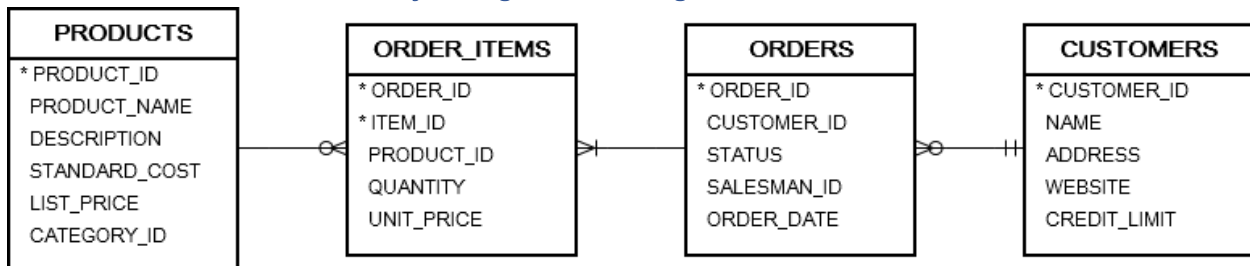 PRODUCTS
* PRODUCT_ID
PRODUCT_NAME
DESCRIPTION
STANDARD_COST
LIST_PRICE
CATEGORY_ID
ORDER_ITEMS
* ORDER_ID
* ITEM_ID
PRODUCT_ID
QUANTITY
UNIT_PRICE
ORDERS
* ORDER_ID
CUSTOMER_ID
STATUS
SALESMAN_ID
ORDER_DATE
CUSTOMERS
* CUSTOMER_ID
NAME
ADDRESS
WEBSITE
CREDIT_LIMIT